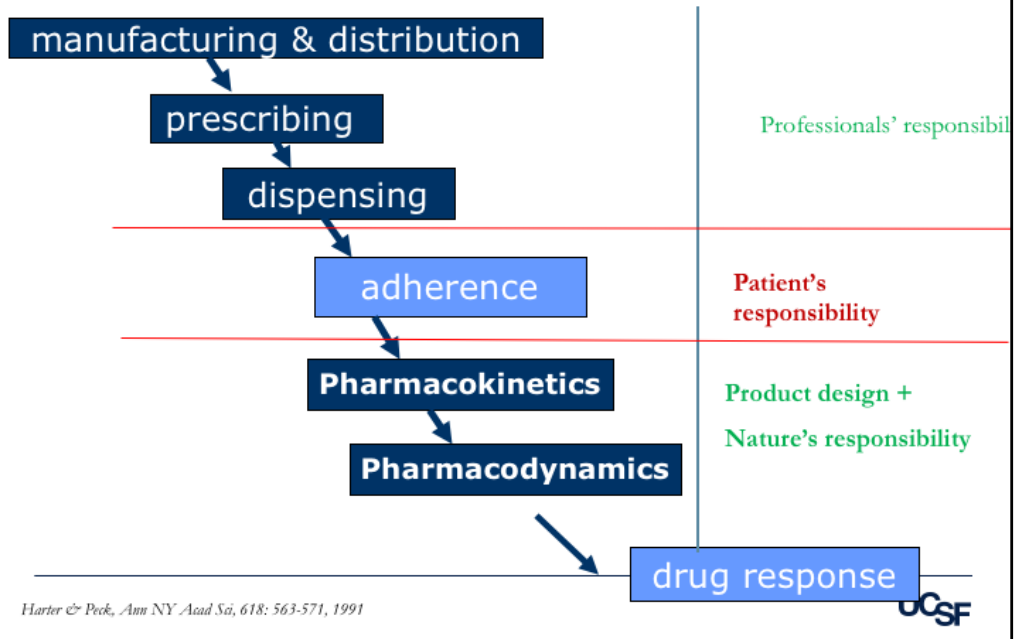 manufacturing & distribution
prescribing
Professionals' responsibil
dispensing
adherence
Patient's
responsibility
Pharmacokinetics
Product design +
Nature's responsibility
Pharmacodynamics
drug response
Harter & Peck, Ann NY Acad Sci, 618: 563-571, 1991
UCSF